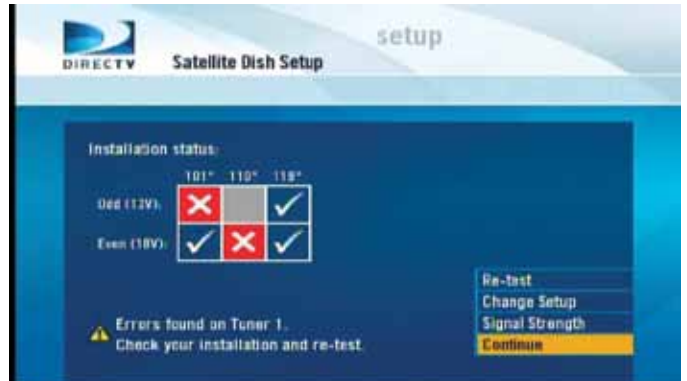 setup
DIRECTV
Satellite Dish Setup
Installation status:
101° 110° 119°
Odd (13V):
Even (18V):
Re-test
Change Setup
Signal Strength
Continue
Errors found on Tuner 1.
Check your installation and re-test.